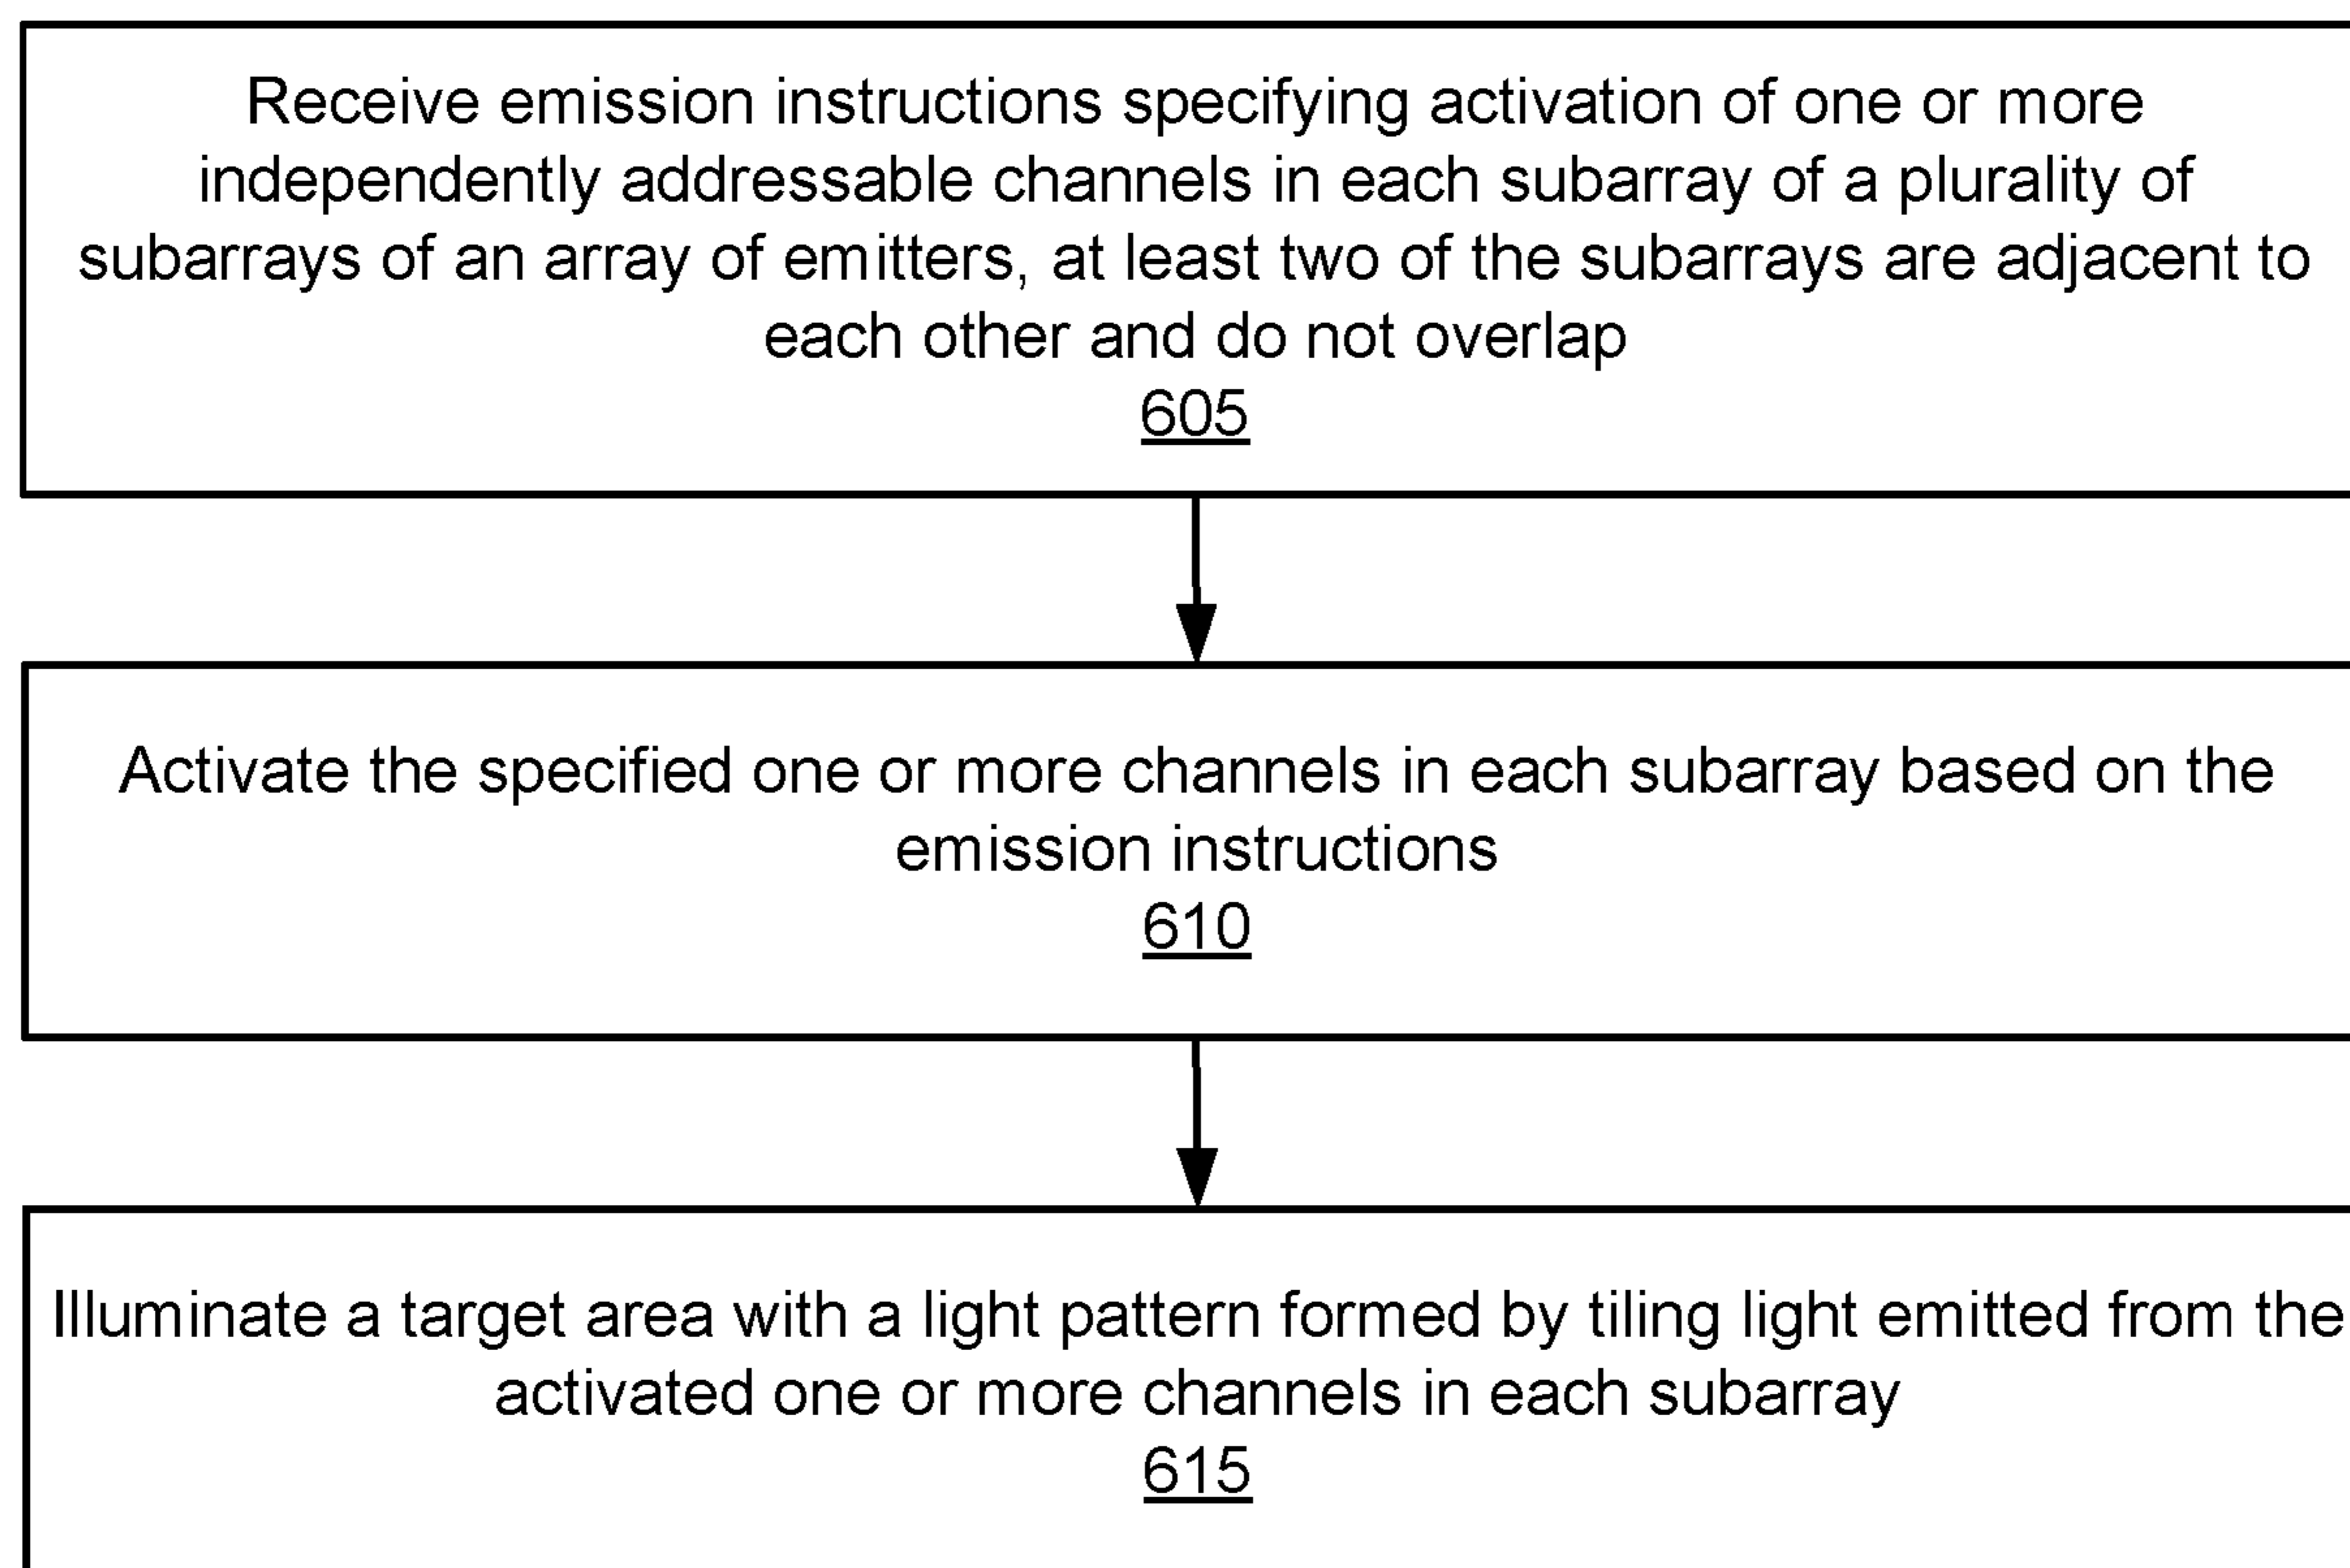 Receive emission instructions specifying activation of one or more
independently addressable channels in each subarray of a plurality of
subarrays of an array of emitters, at least two of the subarrays are adjacent to
each other and do not overlap
605
Activate the specified one or more channels in each subarray based on the
emission instructions
610
Illuminate a target area with a light pattern formed by tiling light emitted from the
activated one or more channels in each subarray
615